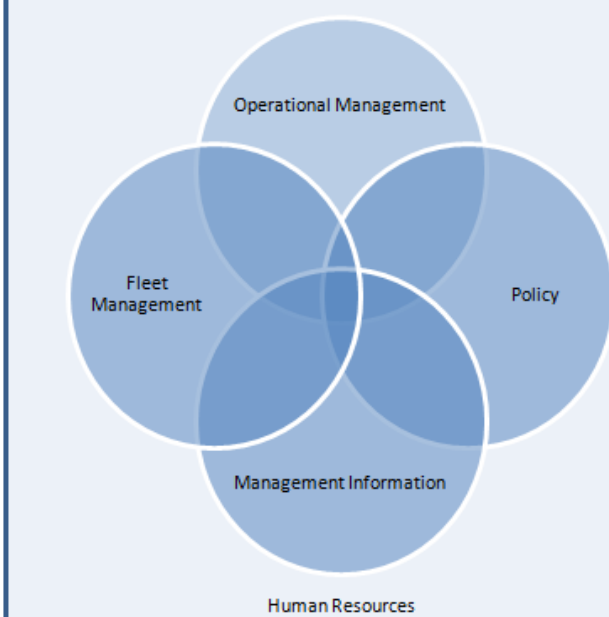 Operational Management
Fleet
Management
Policy
Management Information
Human Resources